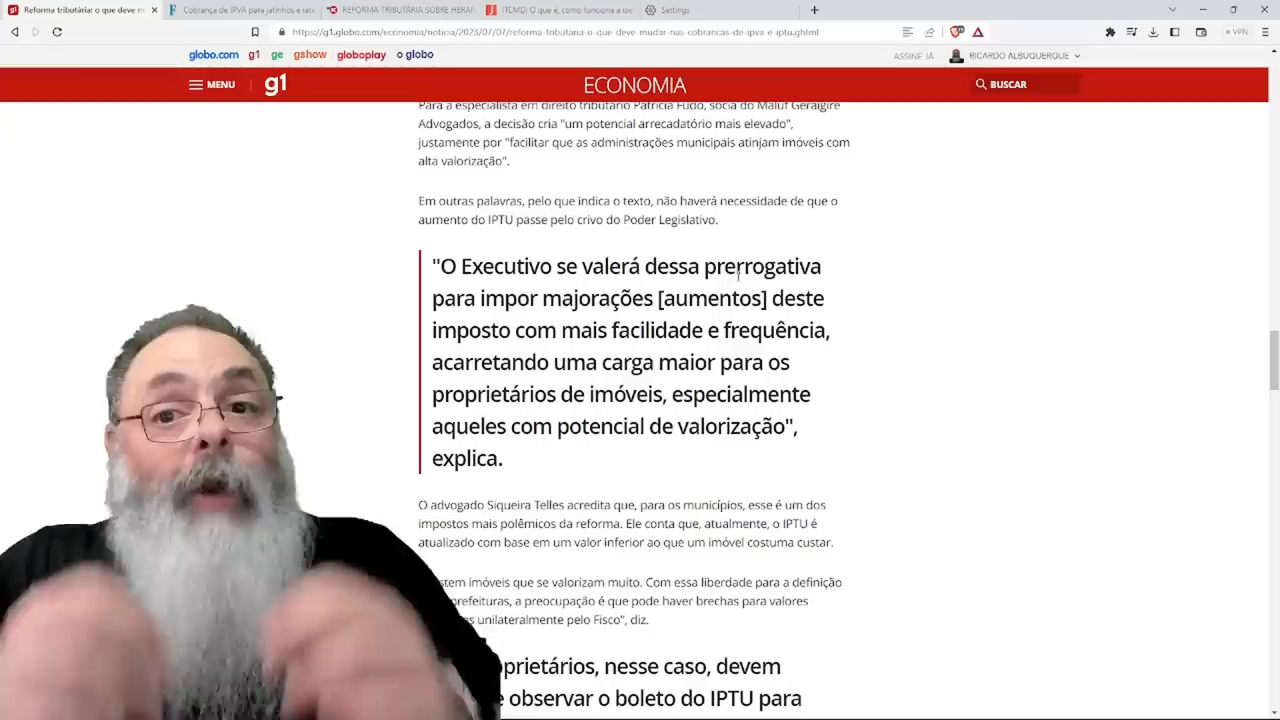 Reforma tributária: o que deve m
Cobrança de IPVA para jatinhos e iate
REFORMA TRIBUTÁRIA SOBRE HERAN
ITCMD: O que é, como funciona a ise
Settings
https://g1.globo.com/economia/noticia/2023/07/07/reforma-tributaria-o-que-deve-mudar-nas-cobrancas-de-ipva-e-iptu.ghtml
VPN
globo.com g1 ge gshow globoplay o globo
ASSINE JÁ
RICARDO ALBUQUERQUE
MENU
g1
ECONOMIA
BUSCAR
Para a especialista em direito tributário Patrícia Fudo, sócia do Maluf Geraigire
Advogados, a decisão cria "um potencial arrecadatório mais elevado",
justamente por "facilitar que as administrações municipais atinjam imóveis com
alta valorização".
Em outras palavras, pelo que indica o texto, não haverá necessidade de que o
aumento do IPTU passe pelo crivo do Poder Legislativo.
"O Executivo se valerá dessa prerrogativa
para impor majorações [aumentos] deste
imposto com mais facilidade e frequência,
acarretando uma carga maior para os
proprietários de imóveis, especialmente
aqueles com potencial de valorização",
explica.
O advogado Siqueira Telles acredita que, para os municípios, esse é um dos
impostos mais polêmicos da reforma. Ele conta que, atualmente, o IPTU é
atualizado com base em um valor inferior ao que um imóvel costuma custar.
stem imóveis que se valorizam muito. Com essa liberdade para a definição
prefeituras, a preocupação é que pode haver brechas para valores
unilateralmente pelo Fisco", diz.
prietários, nesse caso, devem
observar o boleto do IPTU para